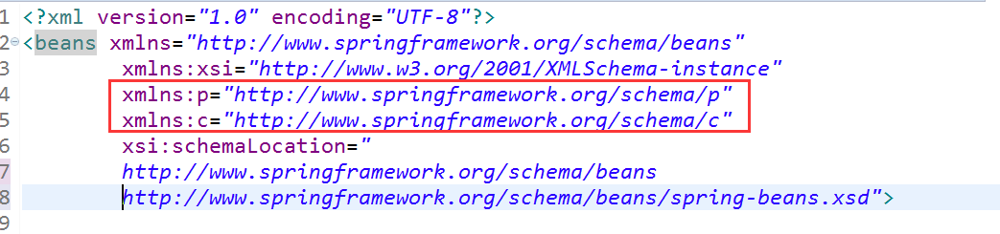 1 <?xml version="1.0" encoding="UTF-8"?>
2 <beans xmlns="http://www.springframework.org/schema/beans"
3 xmlns:xsi="http://www.w3.org/2001/XMLSchema-instance"
4 xmlns:p="http://www.springframework.org/schema/p"
5 xmlns:c="http://www.springframework.org/schema/c"
6 xsi:schemaLocation="
7 http://www.springframework.org/schema/beans
8 http://www.springframework.org/schema/beans/spring-beans.xsd">
9